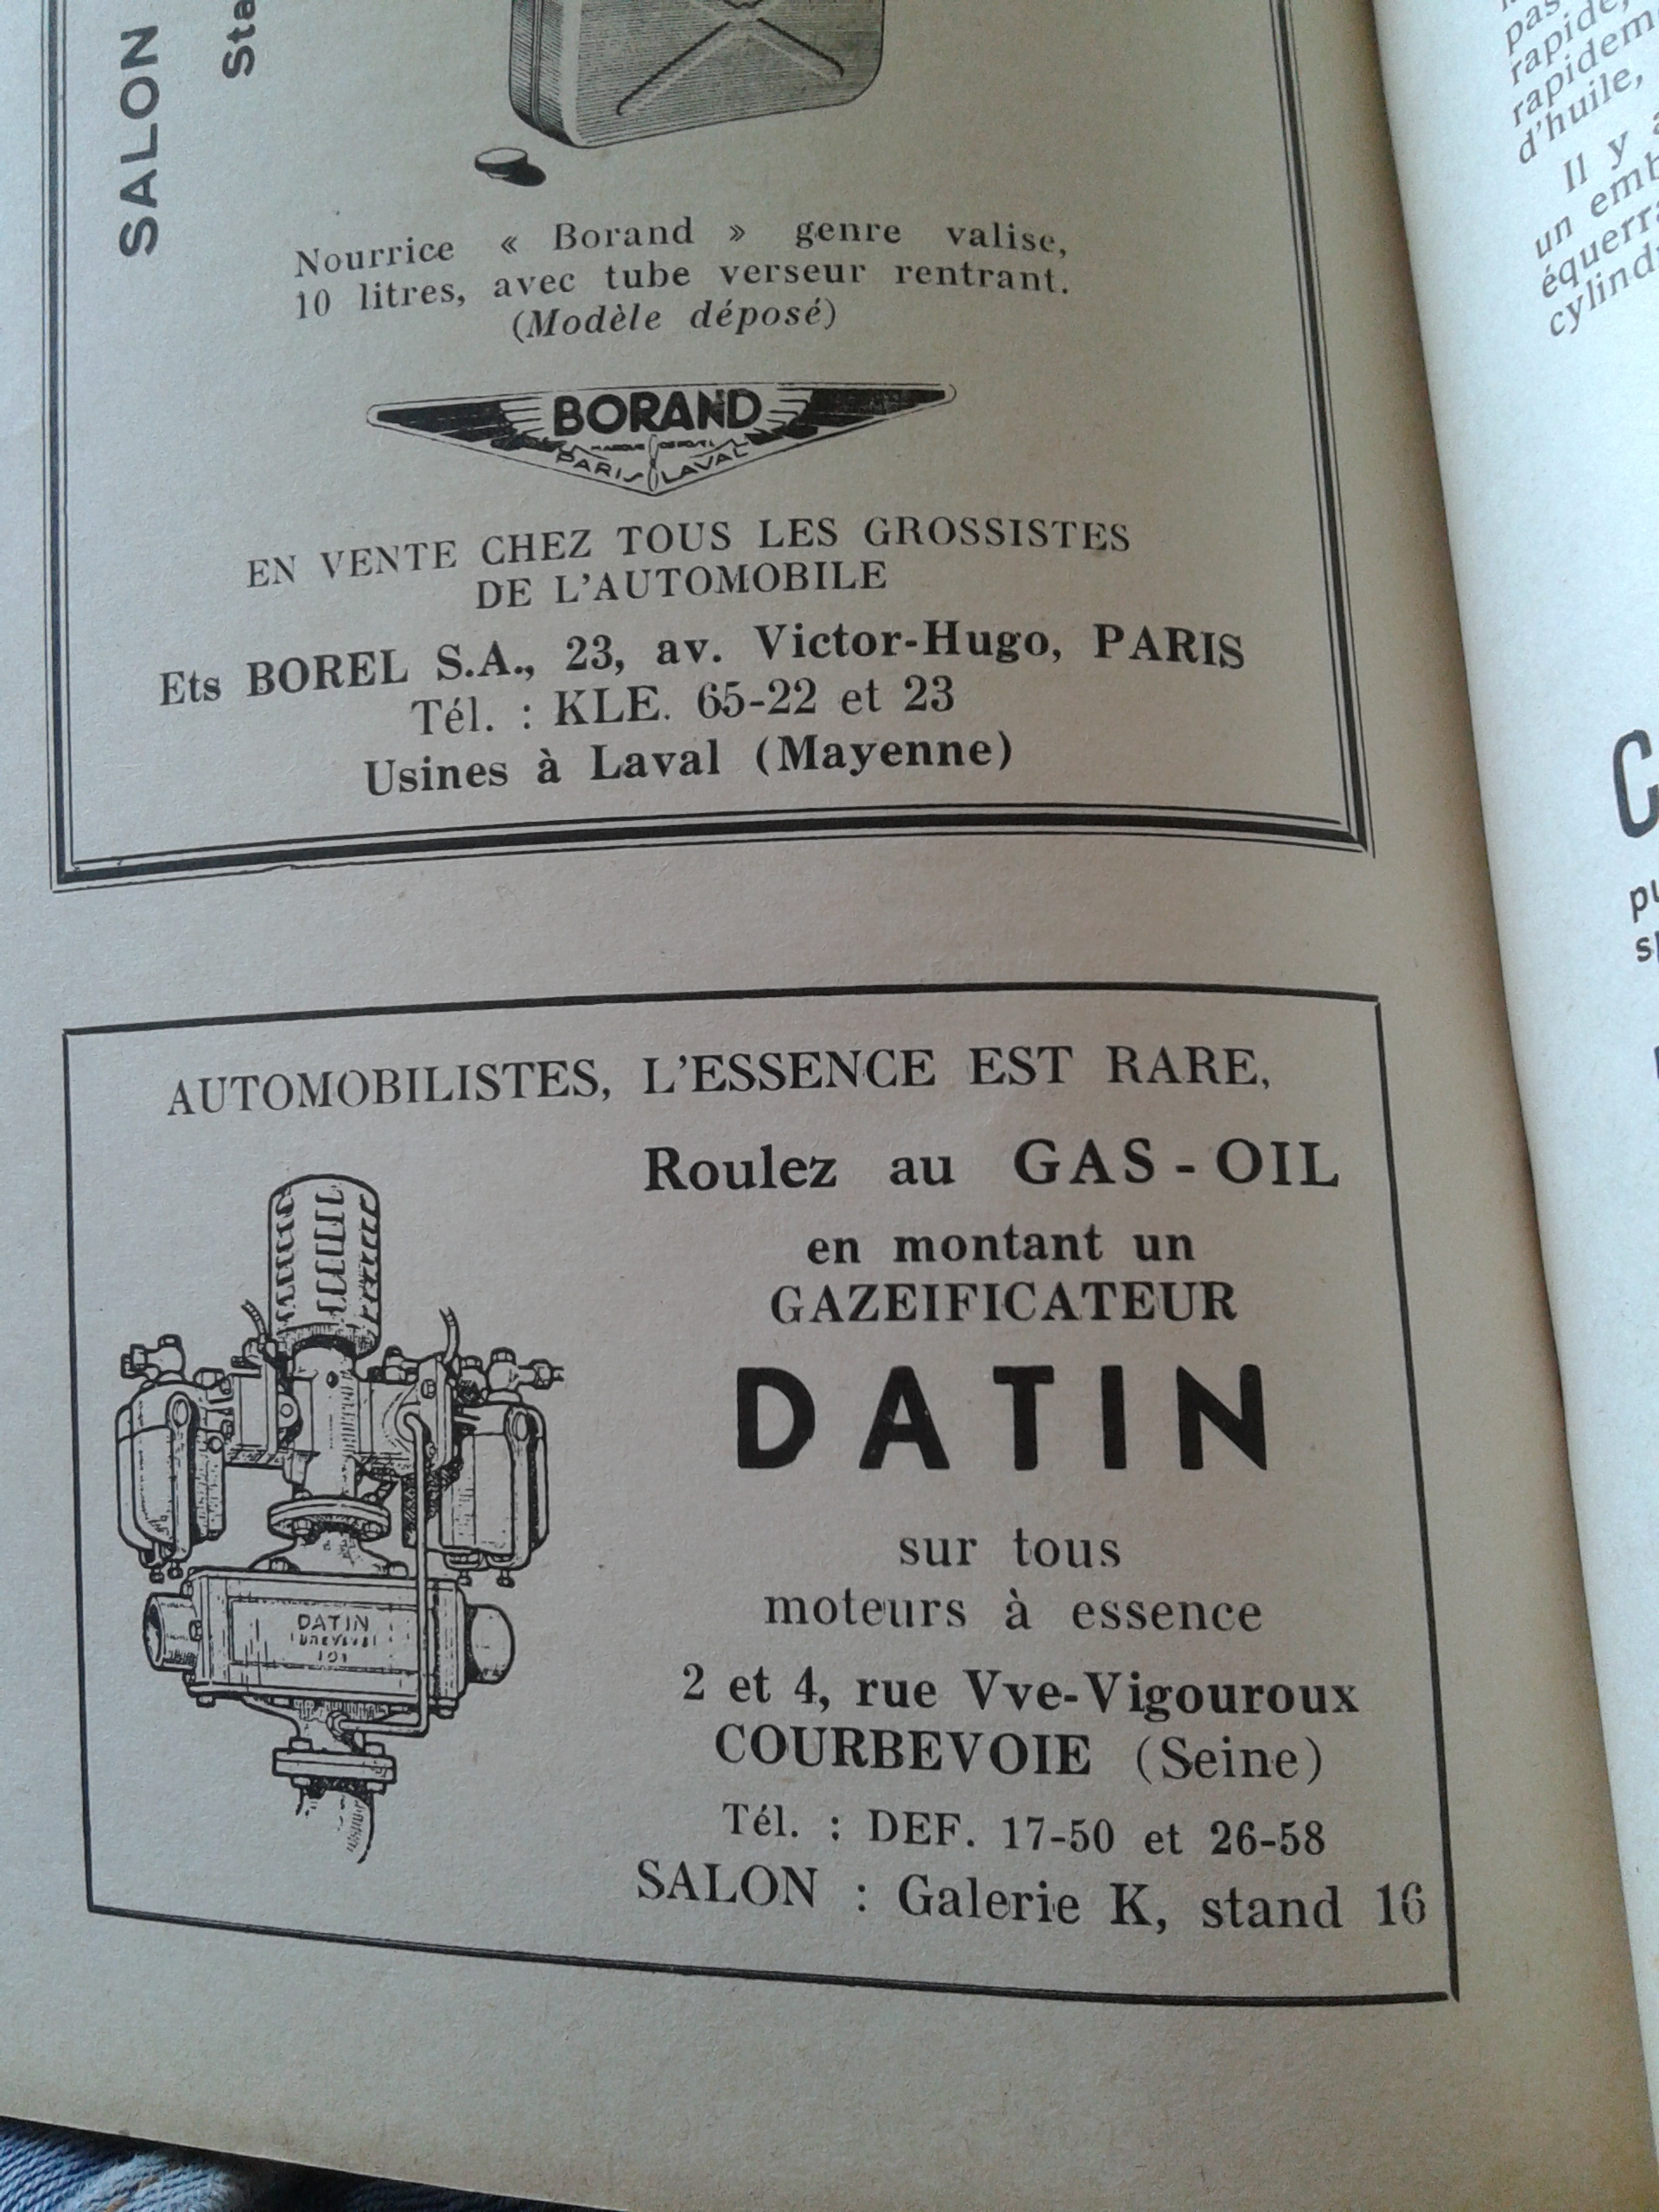 SALON
Sta
Nourrice « Borand » genre valise,
10 litres, avec tube verseur rentrant.
(Modèle déposé)
BORAND
PARIS LAVAL
EN VENTE CHEZ TOUS LES GROSSISTES
DE L'AUTOMOBILE
Ets BOREL S.A., 23, av. Victor-Hugo, PARIS
Tél. : KLE. 65-22 et 23
Usines à Laval (Mayenne)
AUTOMOBILISTES, L'ESSENCE EST RARE,
Roulez au GAS-OIL
en montant un
GAZEIFICATEUR
DATIN
sur tous
moteurs à essence
2 et 4, rue Vve-Vigouroux
COURBEVOIE (Seine)
Tél. : DEF. 17-50 et 26-58
SALON : Galerie K, stand 16
DATIN
pas
rapide,
rapidem
d'huile,
Il y a
un emb
équerra
cylind
C
pu